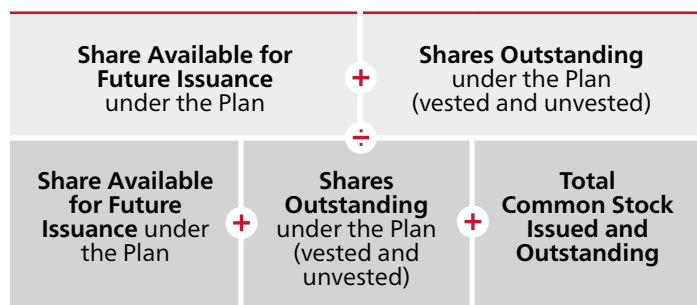 Share Available for
Future Issuance
under the Plan
+
Shares Outstanding
under the Plan
(vested and unvested)
÷
Share Available
for Future
Issuance under
the Plan
+
Shares
Outstanding
under the Plan
(vested and
unvested)
+
Total
Common Stock
Issued and
Outstanding